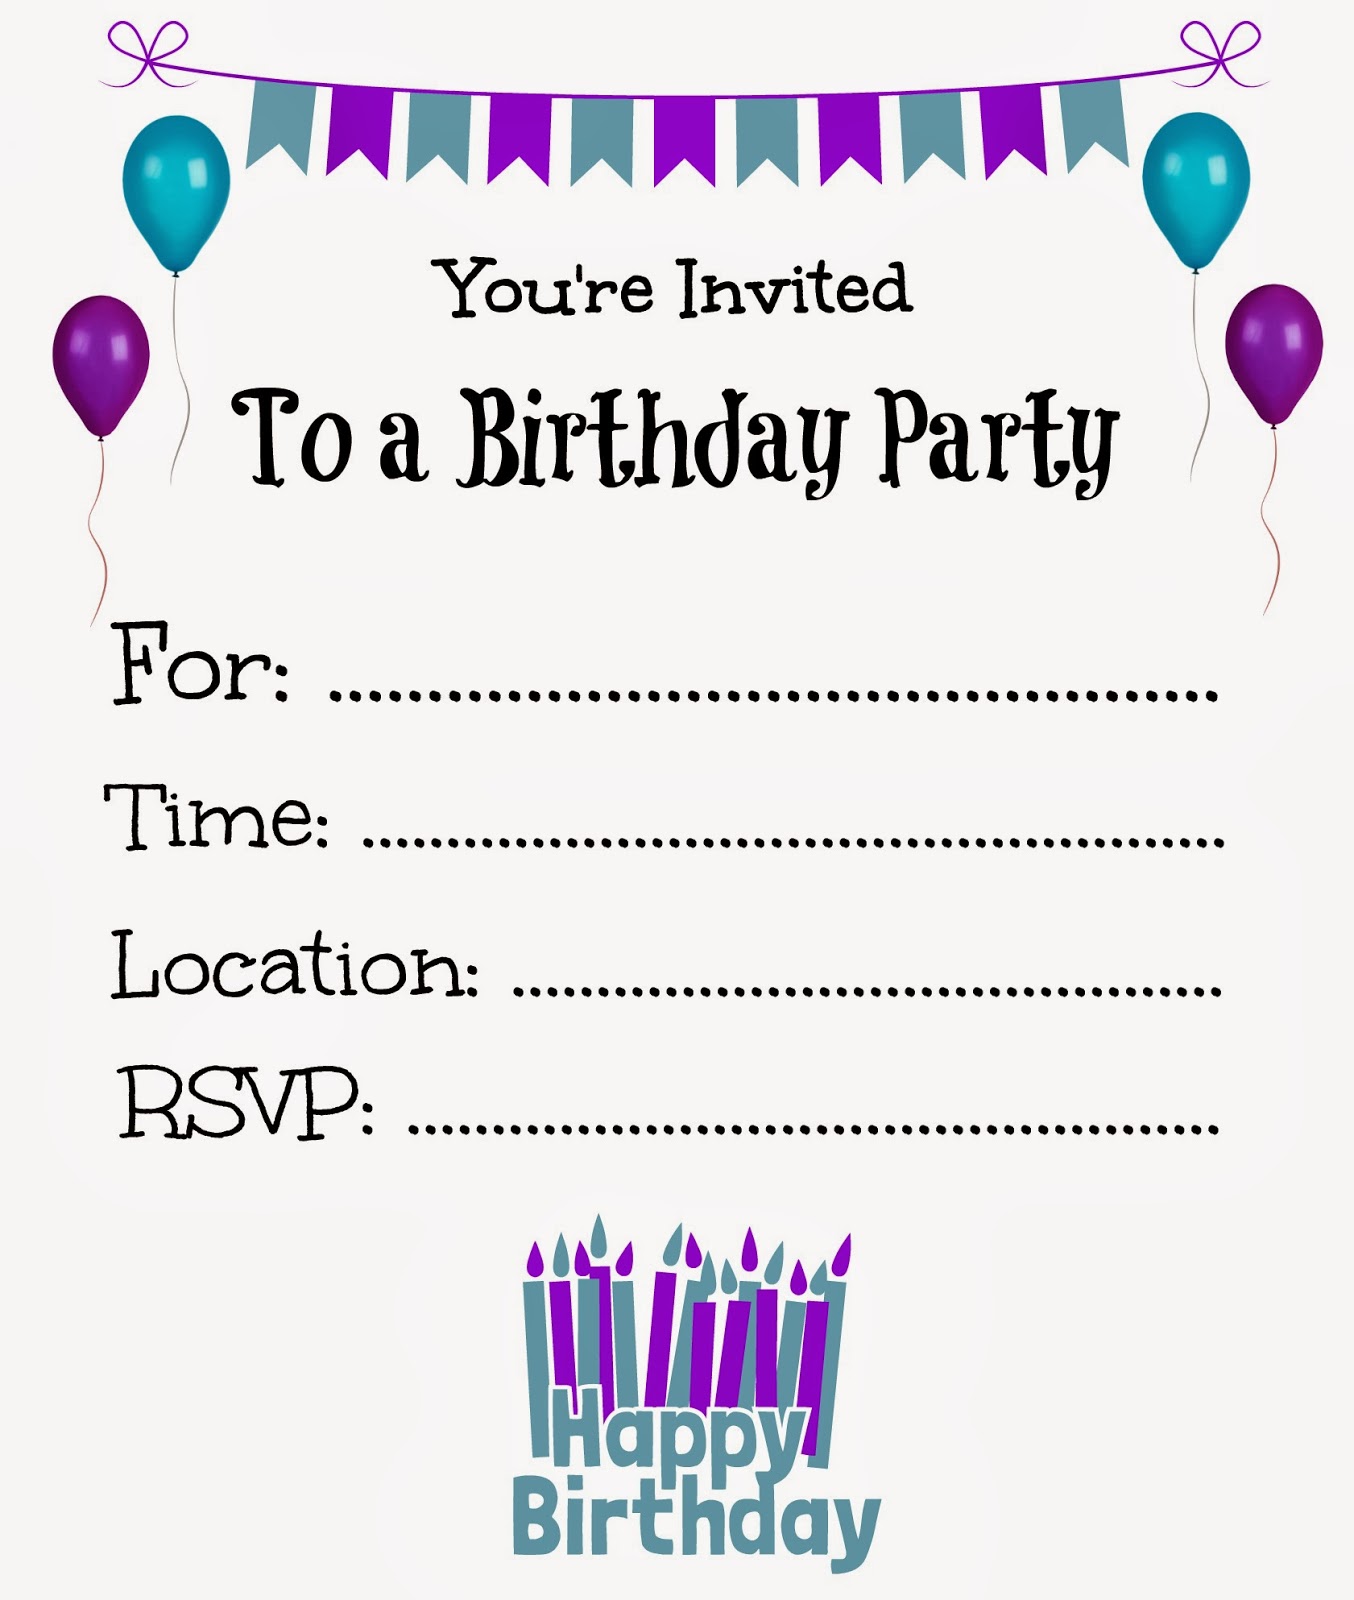 You're Invited
To a Birthday Party
For: ..............................................
Time: ...................................................
Location: ..........................................
RSVP: ................................................
Happy
Birthday